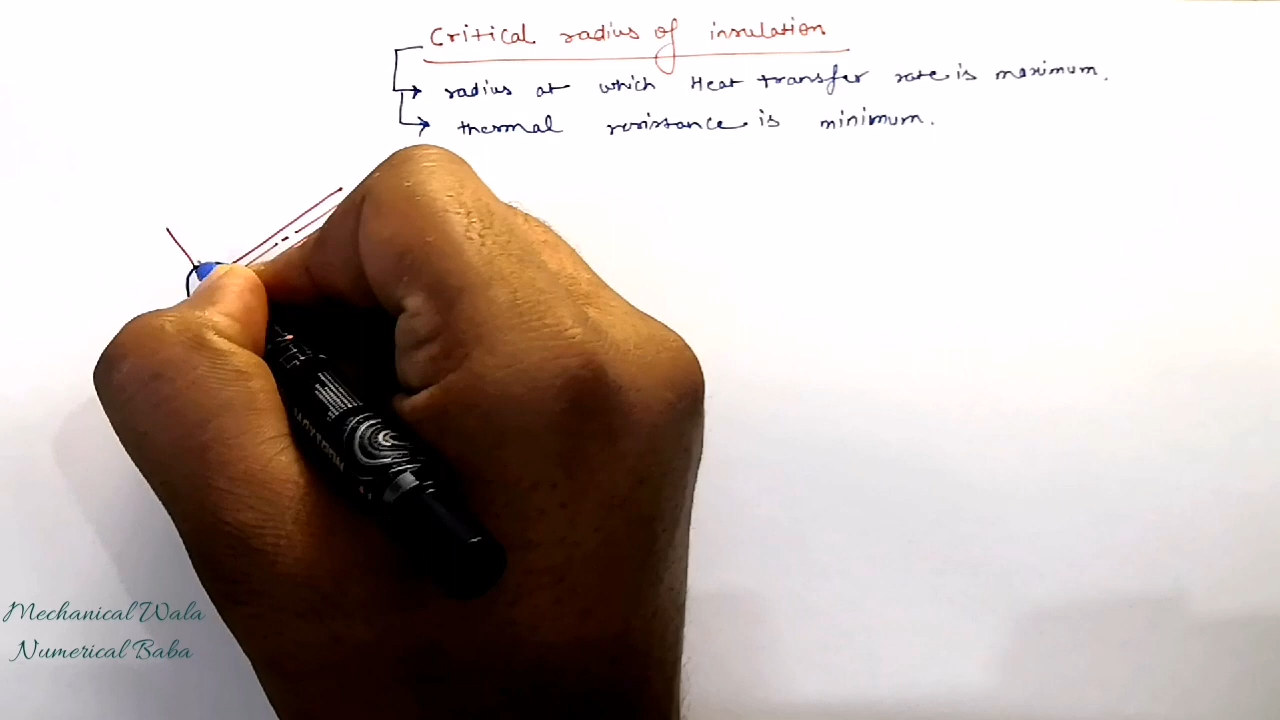 Critical radius of insulation
radius at which Heat transfer rate is maximum.
thermal resistance is minimum.
Mechanical Wala
Numerical Baba